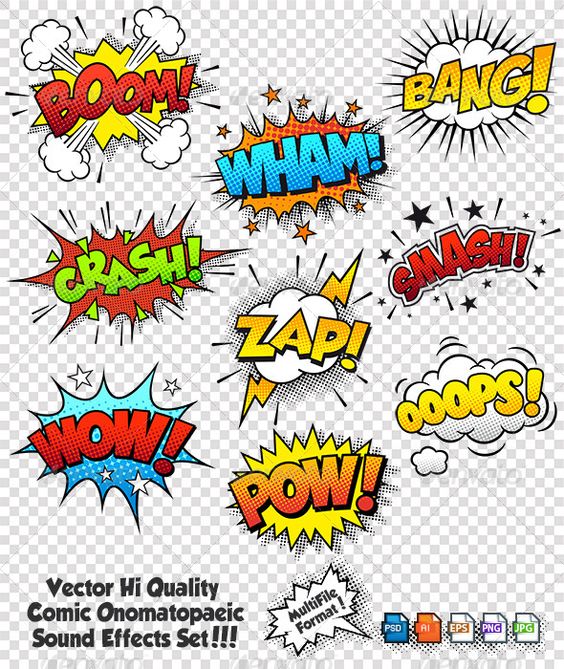 BOOM!
BANG!
WHAM!
CRASH!
SMASH!
ZAP!
OOOPS!
WOW!
POW!
Vector Hi Quality
Comic Onomatopaeic
Sound Effects Set!!!
MultiFile
Format!
PSD
AI
EPS
PNG
JPG